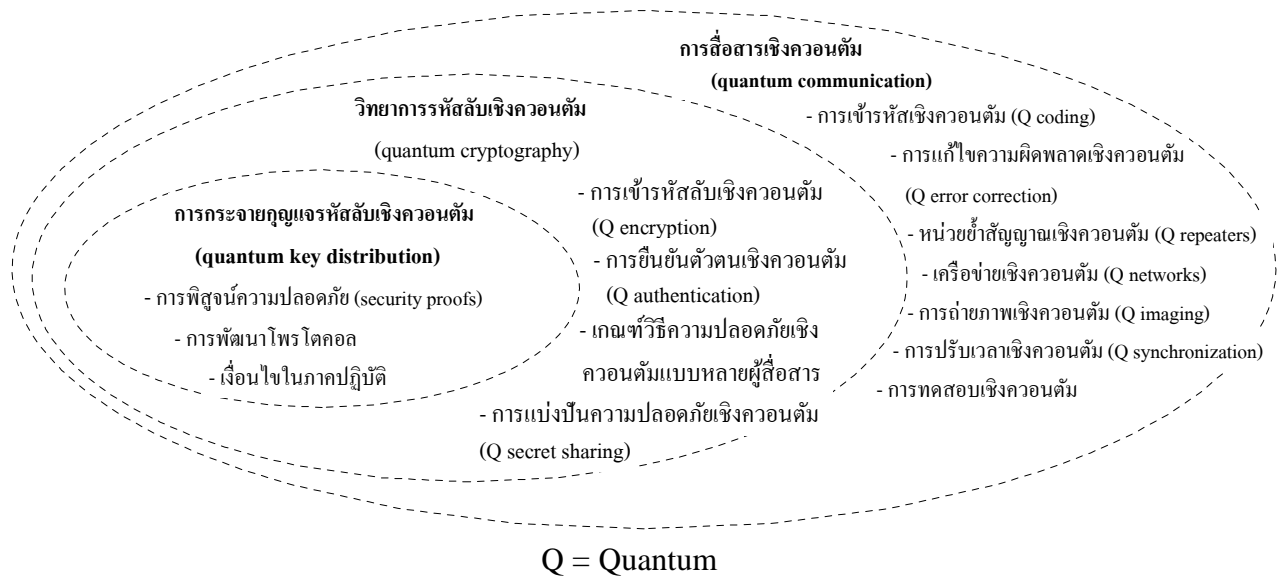 การสื่อสารเชิงควอนตัม
(quantum communication)
- การเข้ารหัสเชิงควอนตัม (Q coding)
- การแก้ไขความผิดพลาดเชิงควอนตัม
(Q error correction)
- หน่วยย้ำสัญญาณเชิงควอนตัม (Q repeaters)
- เครือข่ายเชิงควอนตัม (Q networks)
- การถ่ายภาพเชิงควอนตัม (Q imaging)
- การปรับเวลาเชิงควอนตัม (Q synchronization)
- การทดสอบเชิงควอนตัม
วิทยาการรหัสลับเชิงควอนตัม
(quantum cryptography)
- การเข้ารหัสลับเชิงควอนตัม
(Q encryption)
- การยืนยันตัวตนเชิงควอนตัม
(Q authentication)
- เกณฑ์วิธีความปลอดภัยเชิง
ควอนตัมแบบหลายผู้สื่อสาร
- การแบ่งปันความปลอดภัยเชิงควอนตัม
(Q secret sharing)
การกระจายกุญแจรหัสลับเชิงควอนตัม
(quantum key distribution)
- การพิสูจน์ความปลอดภัย (security proofs)
- การพัฒนาโพรโตคอล
- เงื่อนไขในภาคปฏิบัติ
Q = Quantum